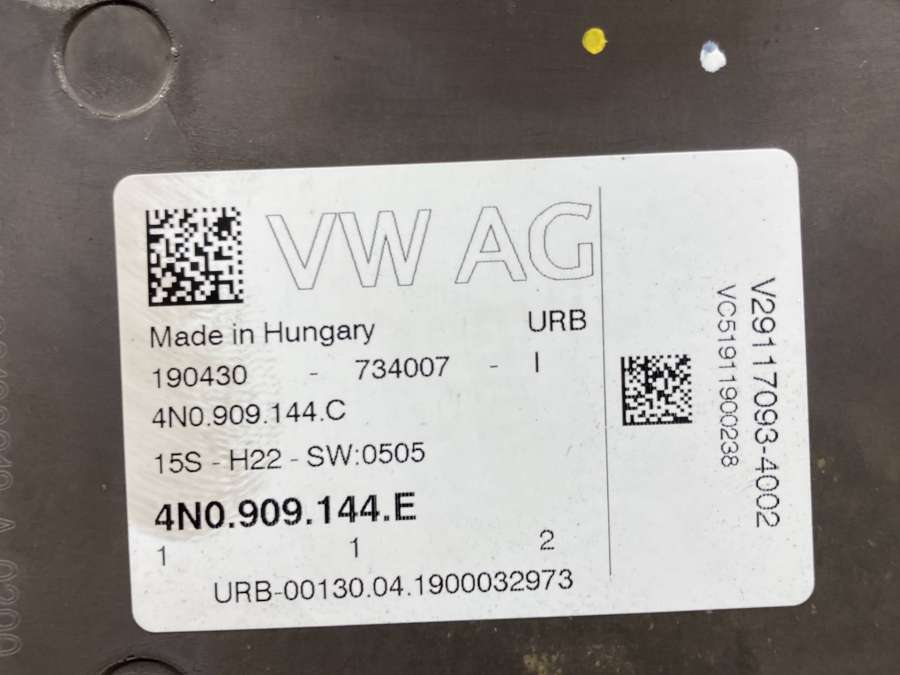 VW AG
Made in Hungary URB
190430 - 734007 - I
4N0.909.144.C
15S - H22 - SW:0505
4N0.909.144.E
1 1 2
URB-00130.04.1900032973
V29117093-4002
VC519111900238